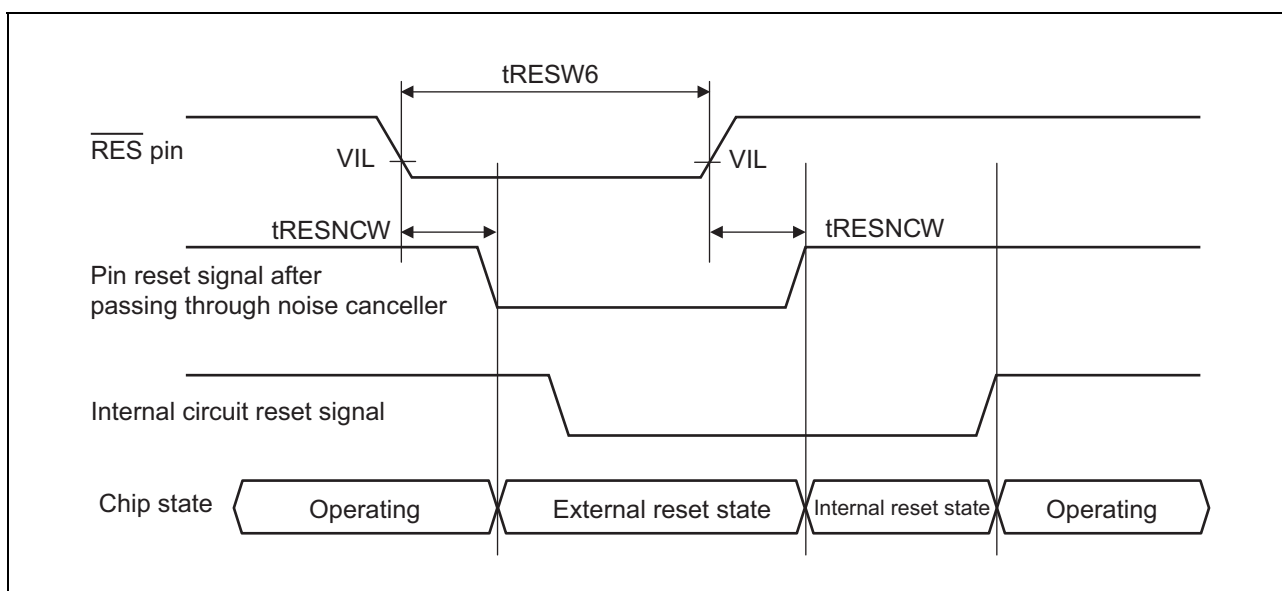 tRESW6
RES pin
VIL
VIL
tRESNCW
tRESNCW
Pin reset signal after
passing through noise canceller
Internal circuit reset signal
Chip state
Operating
External reset state
Internal reset state
Operating